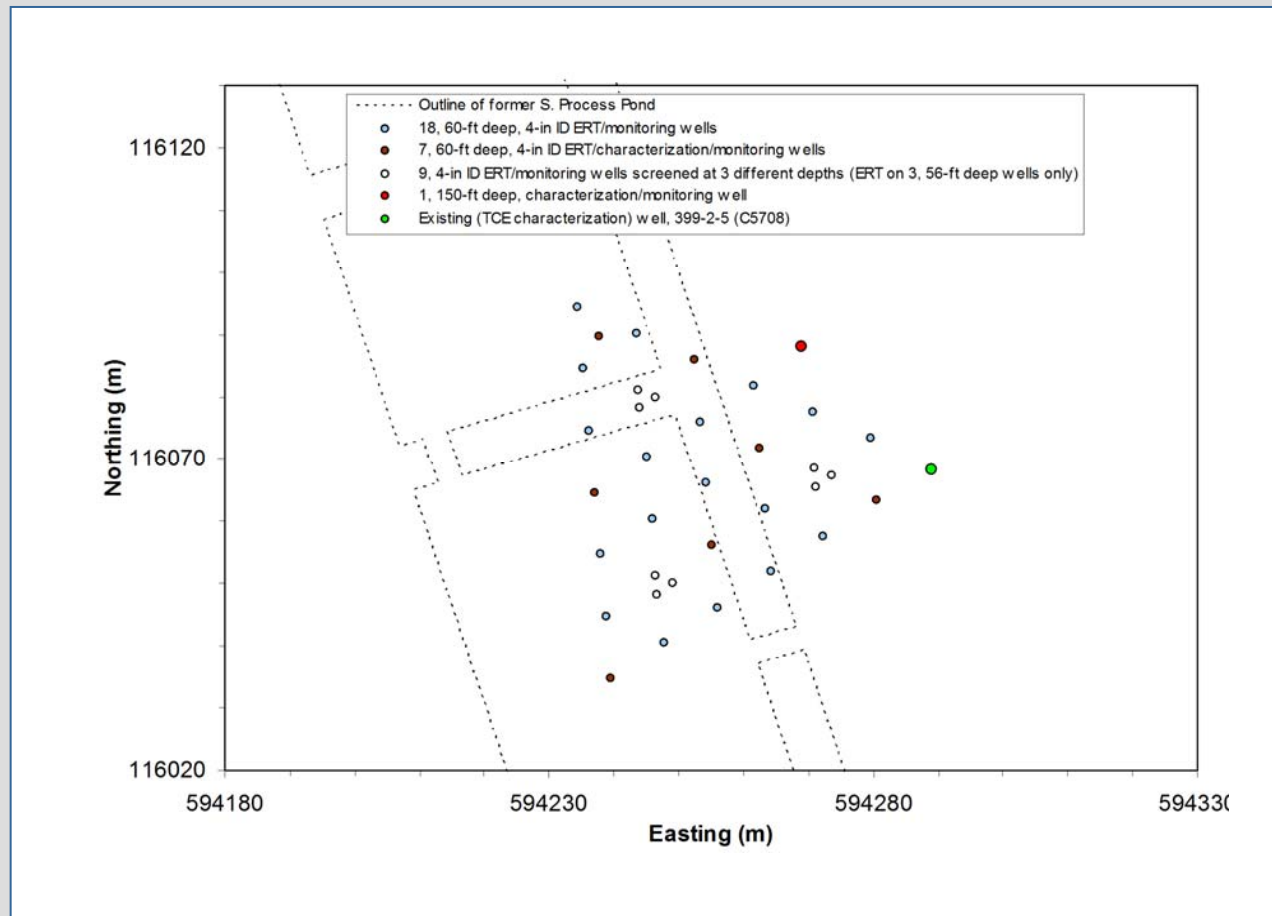 Outline of former S. Process Pond
18, 60-ft deep, 4-in ID ERT/monitoring wells
7, 60-ft deep, 4-in ID ERT/characterization/monitoring wells
9, 4-in ID ERT/monitoring wells screened at 3 different depths (ERT on 3, 56-ft deep wells only)
1, 150-ft deep, characterization/monitoring well
Existing (TCE characterization) well, 399-2-5 (C5708)
116120
116070
116020
Northing (m)
594180 594230 594280 594330
Easting (m)